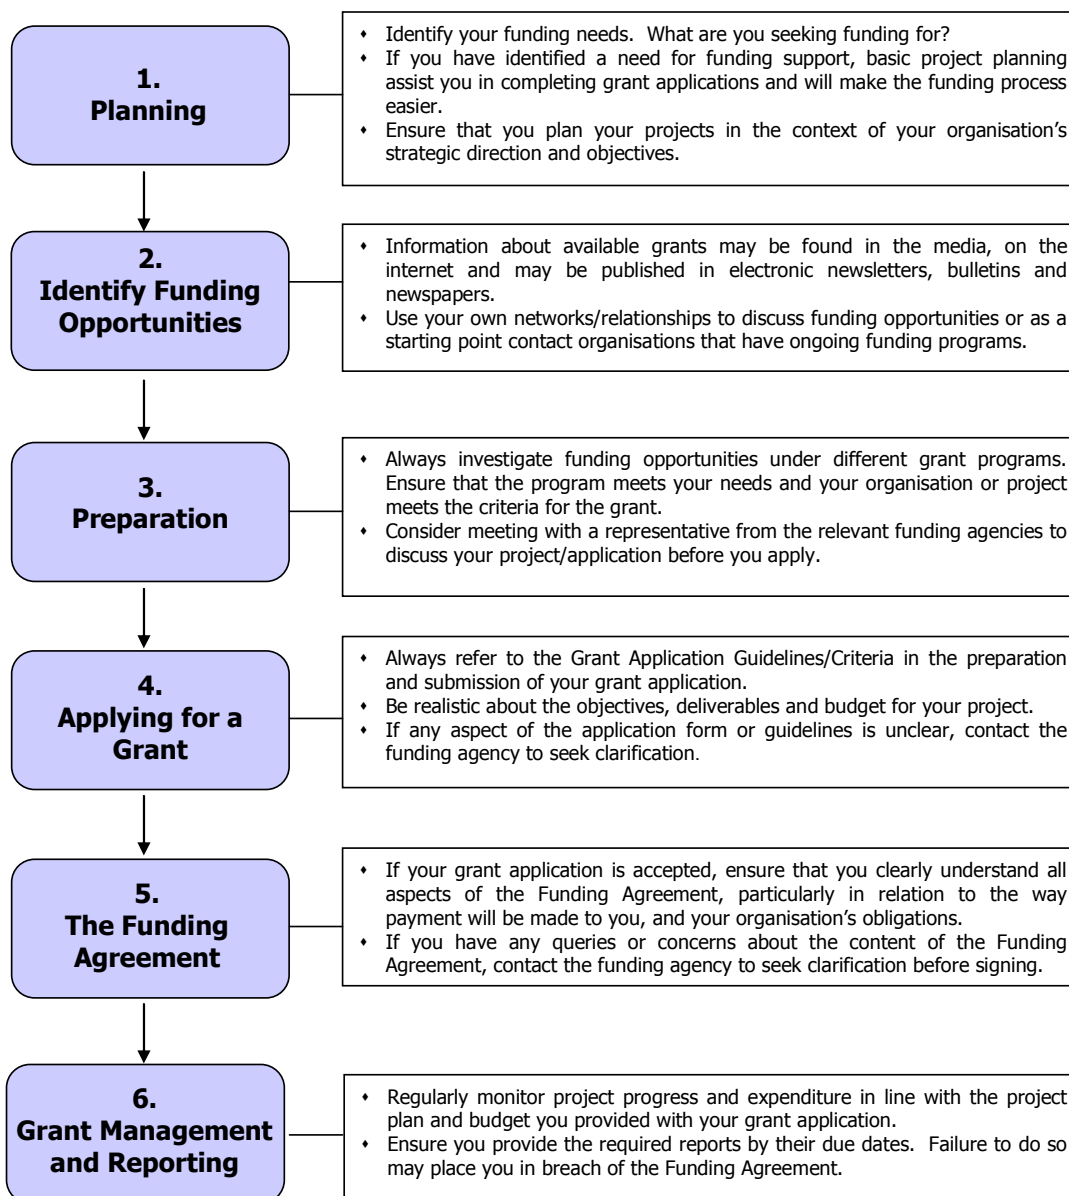 1.
Planning
⬧ Identify your funding needs.  What are you seeking funding for?
⬧ If you have identified a need for funding support, basic project planning
assist you in completing grant applications and will make the funding process
easier.
⬧ Ensure that you plan your projects in the context of your organisation's
strategic direction and objectives.
2.
Identify Funding
Opportunities
⬧ Information about available grants may be found in the media, on the
internet and may be published in electronic newsletters, bulletins and
newspapers.
⬧ Use your own networks/relationships to discuss funding opportunities or as a
starting point contact organisations that have ongoing funding programs.
3.
Preparation
⬧ Always investigate funding opportunities under different grant programs.
Ensure that the program meets your needs and your organisation or project
meets the criteria for the grant.
⬧ Consider meeting with a representative from the relevant funding agencies to
discuss your project/application before you apply.
4.
Applying for a
Grant
⬧ Always refer to the Grant Application Guidelines/Criteria in the preparation
and submission of your grant application.
⬧ Be realistic about the objectives, deliverables and budget for your project.
⬧ If any aspect of the application form or guidelines is unclear, contact the
funding agency to seek clarification.
5.
The Funding
Agreement
⬧ If your grant application is accepted, ensure that you clearly understand all
aspects of the Funding Agreement, particularly in relation to the way
payment will be made to you, and your organisation's obligations.
⬧ If you have any queries or concerns about the content of the Funding
Agreement, contact the funding agency to seek clarification before signing.
6.
Grant Management
and Reporting
⬧ Regularly monitor project progress and expenditure in line with the project
plan and budget you provided with your grant application.
⬧ Ensure you provide the required reports by their due dates.  Failure to do so
may place you in breach of the Funding Agreement.